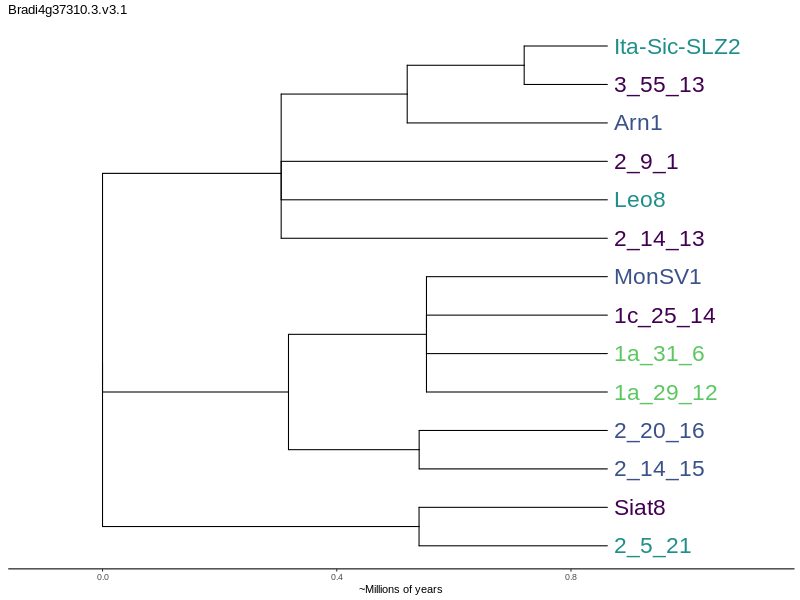 Bradi4g37310.3.v3.1
Ita-Sic-SLZ2
3_55_13
Arn1
2_9_1
Leo8
2_14_13
MonSV1
1c_25_14
1a_31_6
1a_29_12
2_20_16
2_14_15
Siat8
2_5_21
0.0 0.4 0.8
~Millions of years